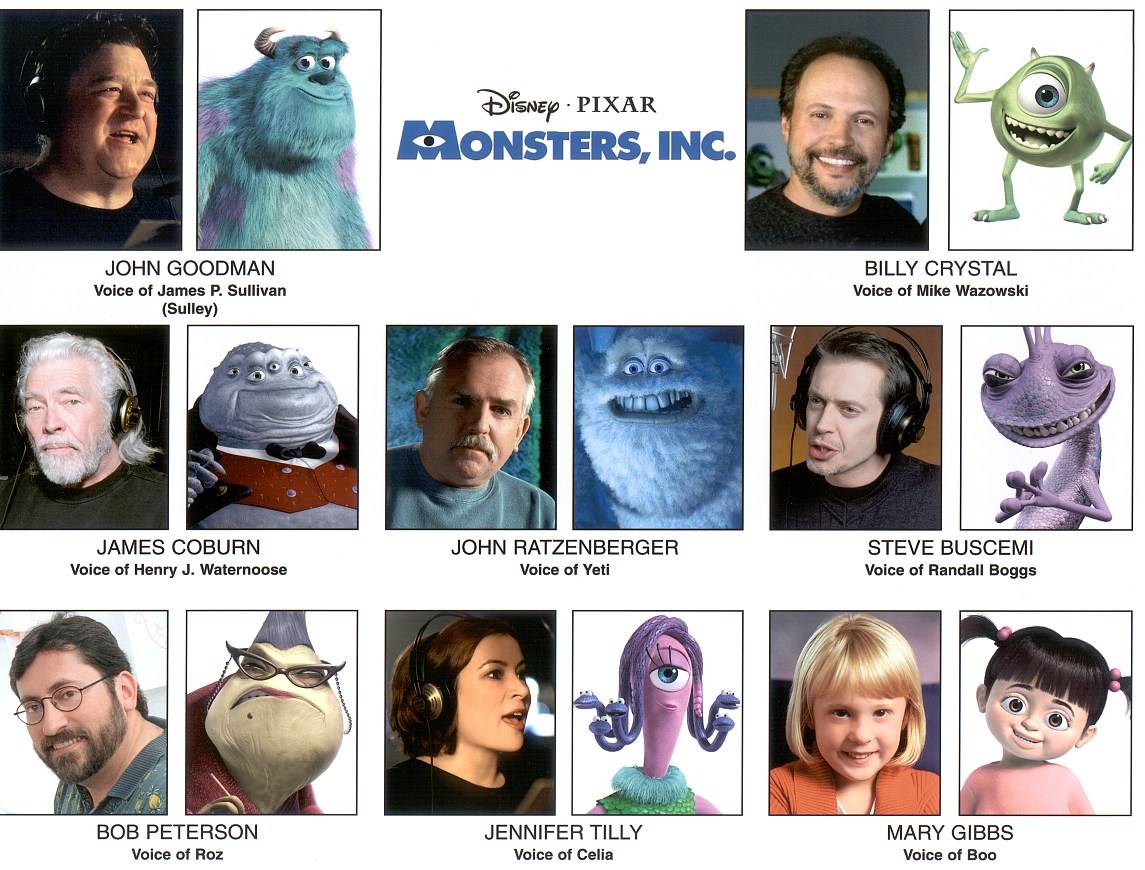 DISNEY · PIXAR
MONSTERS, INC.
JOHN GOODMAN
Voice of James P. Sullivan
(Sulley)
BILLY CRYSTAL
Voice of Mike Wazowski
JAMES COBURN
Voice of Henry J. Waternoose
JOHN RATZENBERGER
Voice of Yeti
STEVE BUSCEMI
Voice of Randall Boggs
BOB PETERSON
Voice of Roz
JENNIFER TILLY
Voice of Celia
MARY GIBBS
Voice of Boo